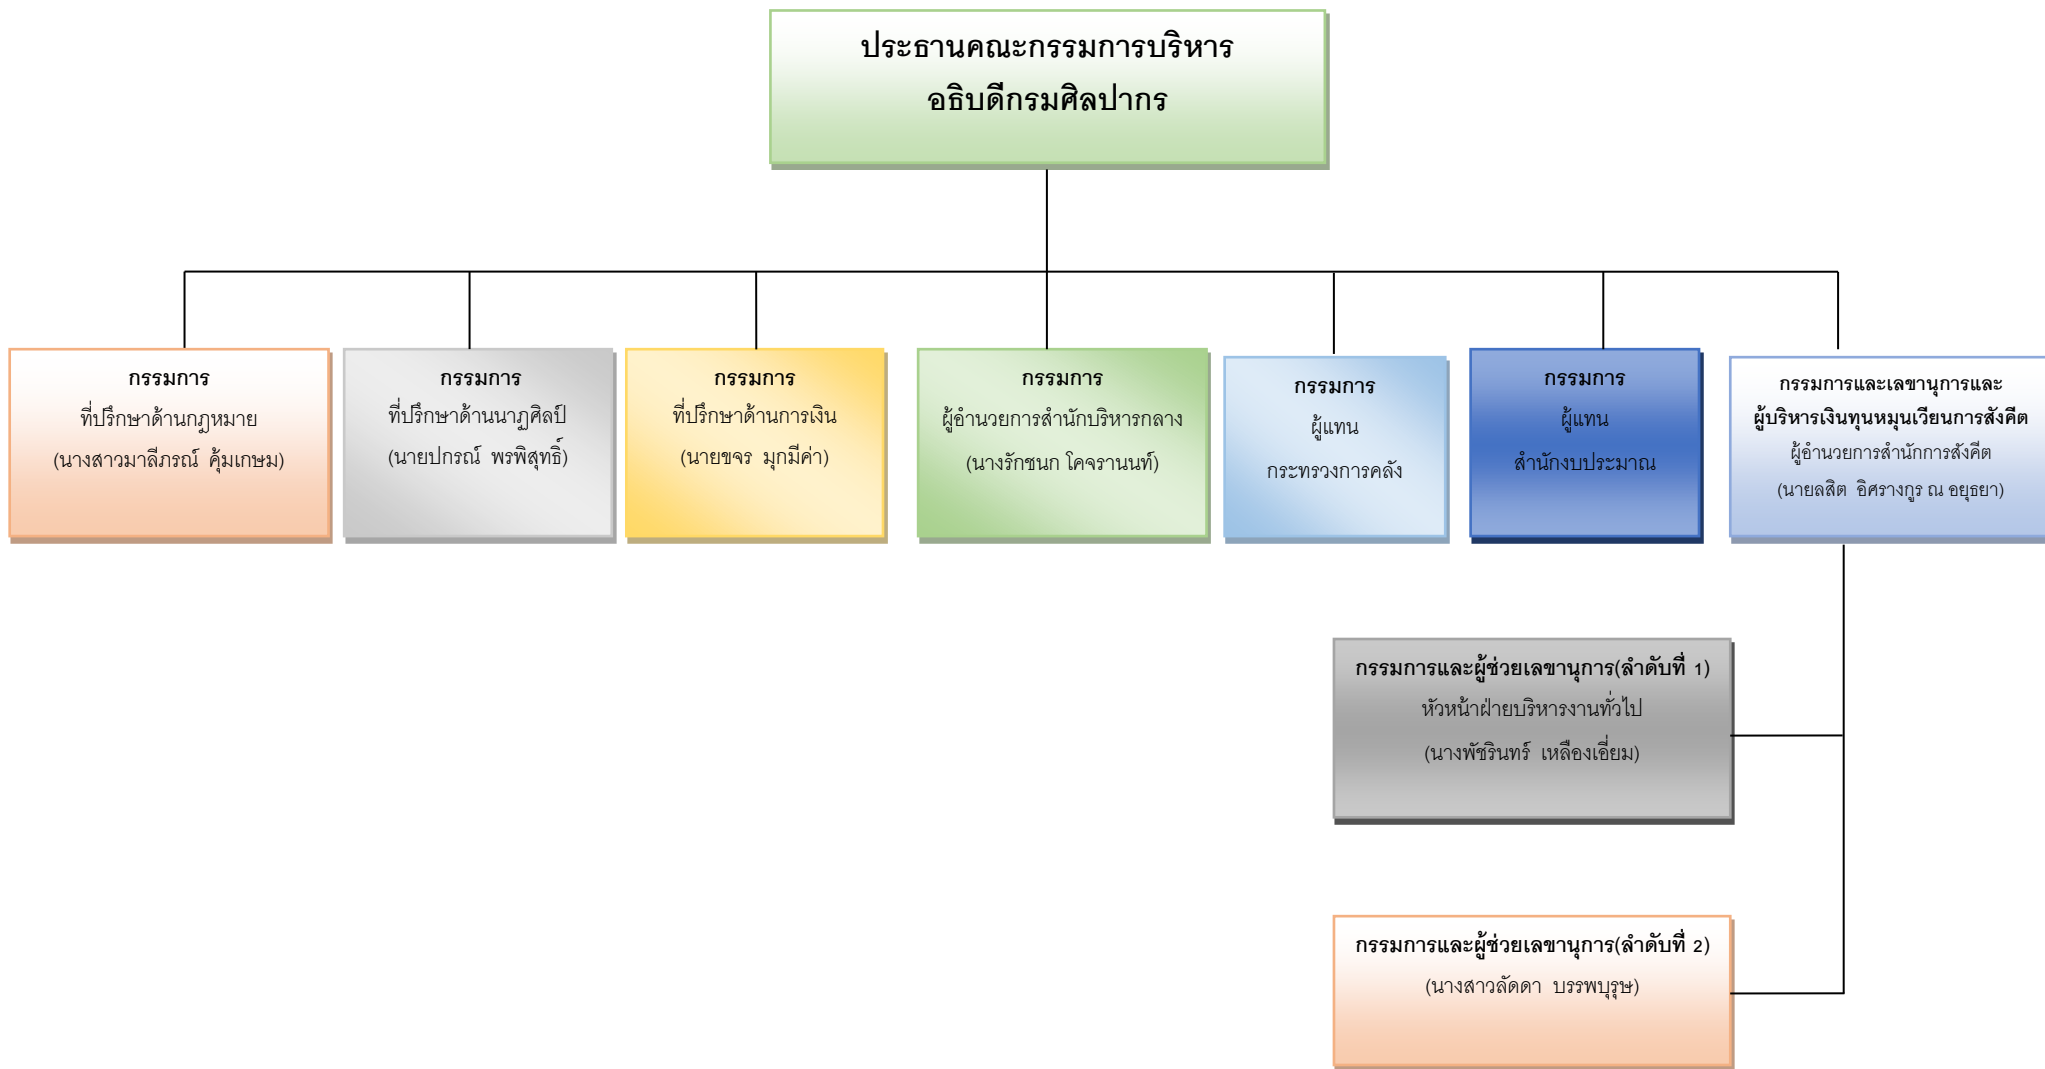 ประธานคณะกรรมการบริหาร
อธิบดีกรมศิลปากร
กรรมการ
ที่ปรึกษาด้านกฎหมาย
(นางสาวมาลีภรณ์ คุ้มเกษม)
กรรมการ
ที่ปรึกษาด้านนาฏศิลป์
(นายปกรณ์ พรพิสุทธิ์)
กรรมการ
ที่ปรึกษาด้านการเงิน
(นายขจร มุกมีค่า)
กรรมการ
ผู้อำนวยการสำนักบริหารกลาง
(นางรักชนก โคจรานนท์)
กรรมการ
ผู้แทน
กระทรวงการคลัง
กรรมการ
ผู้แทน
สำนักงบประมาณ
กรรมการและเลขานุการและ
ผู้บริหารเงินทุนหมุนเวียนการสังคีต
ผู้อำนวยการสำนักการสังคีต
(นายลสิต อิศรางกูร ณ อยุธยา)
กรรมการและผู้ช่วยเลขานุการ(ลำดับที่ 1)
หัวหน้าฝ่ายบริหารงานทั่วไป
(นางพัชรินทร์ เหลืองเอี่ยม)
กรรมการและผู้ช่วยเลขานุการ(ลำดับที่ 2)
(นางสาวลัดดา บรรพบุรุษ)